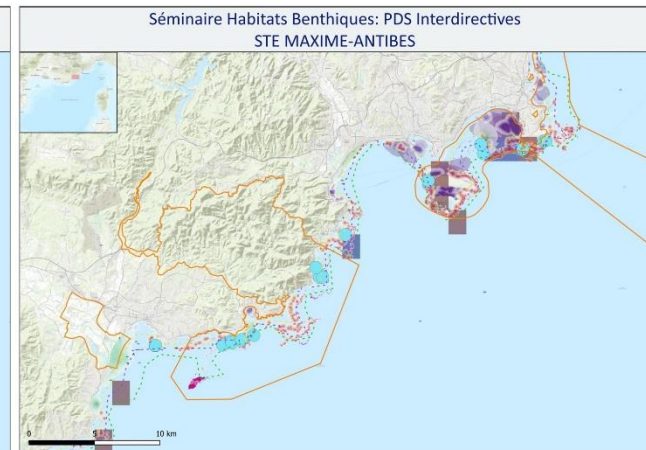 Séminaire Habitats Benthiques: PDS Interdirectives
STE MAXIME-ANTIBES
0 5 10 km